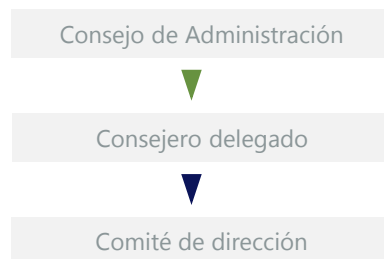 Consejo de Administración
Consejero delegado
Comité de dirección